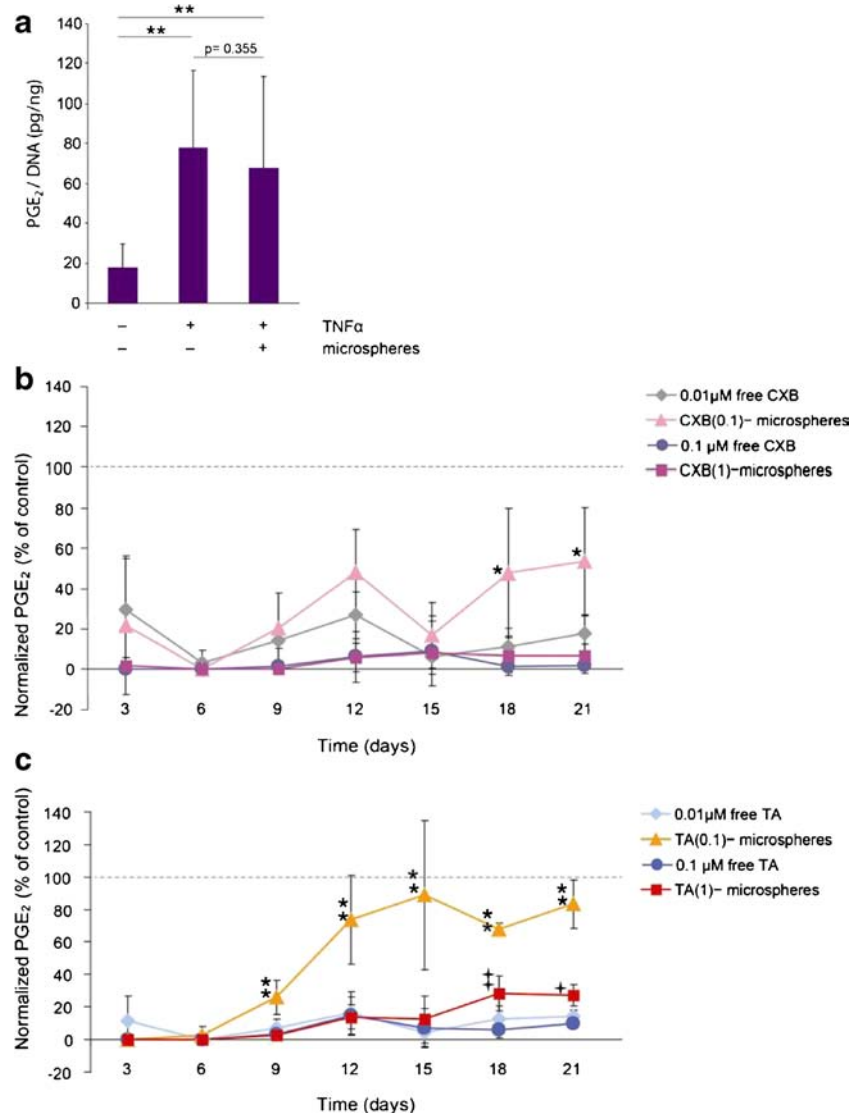 a
140
120
100
80
60
40
20
0
PGE₂ / DNA (pg/ng)
**
**
p= 0.355
– + + TNFα
– – + microspheres
b
140
120
100
80
60
40
20
0
-20
Normalized PGE₂ (% of control)
* *
3 6 9 12 15 18 21
Time (days)
0.01µM free CXB
CXB(0.1)– microspheres
0.1 µM free CXB
CXB(1)–microspheres
c
140
120
100
80
60
40
20
0
20
Normalized PGE₂ (% of control)
** ** ** ** **
‡ +
3 6 9 12 15 18 21
Time (days)
0.01µM free TA
TA(0.1)– microspheres
0.1 µM free TA
TA(1)– microspheres